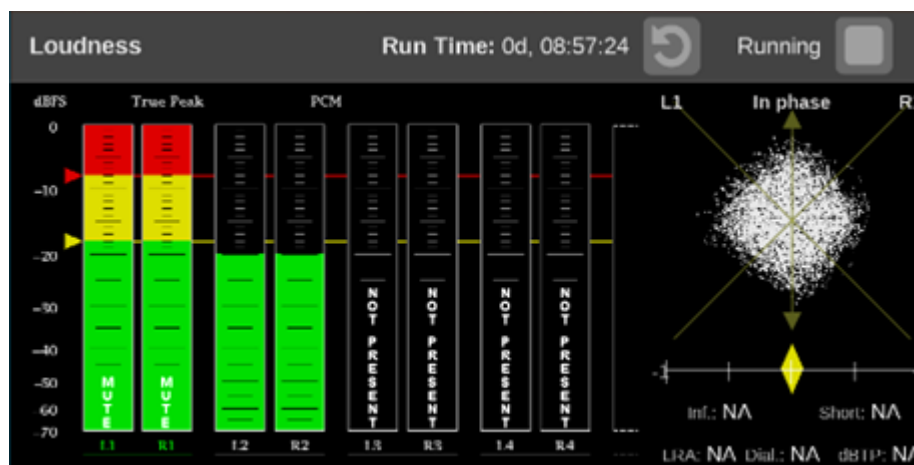 Loudness Run Time: 0d, 08:57:24 Running
dBFS True Peak PCM L1 In phase R
0
-10
-20
-30
-40
-50
-60
-70
MUTE MUTE NOT PRESENT NOT PRESENT NOT PRESENT NOT PRESENT
L1 R1 L2 R2 L3 R3 L4 R4
-1
Inf.: NA Short: NA
LRA: NA Dial.: NA dBTP: NA